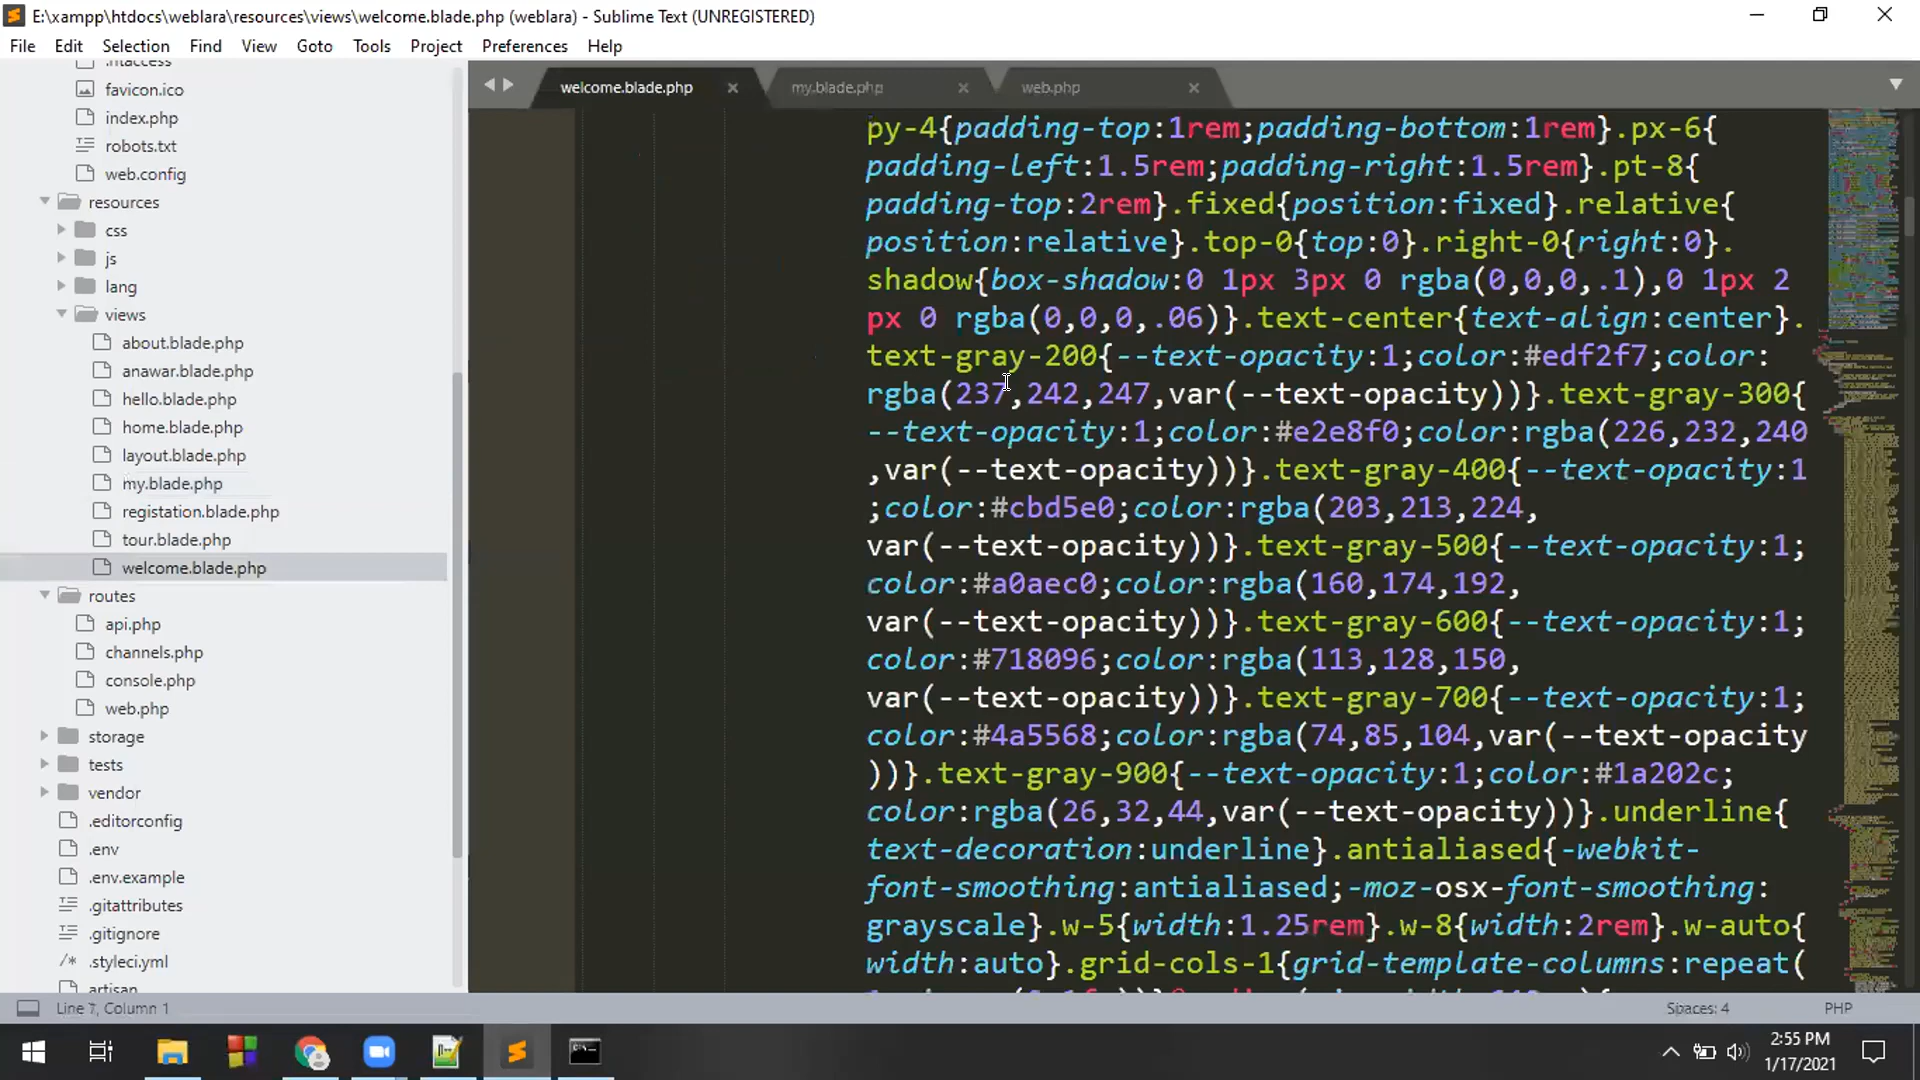 E:\xampp\htdocs\weblara\resources\views\welcome.blade.php (weblara) - Sublime Text (UNREGISTERED)
File Edit Selection Find View Goto Tools Project Preferences Help
.htaccess
favicon.ico
index.php
robots.txt
web.config
resources
css
js
lang
views
about.blade.php
anawar.blade.php
hello.blade.php
home.blade.php
layout.blade.php
my.blade.php
registation.blade.php
tour.blade.php
welcome.blade.php
routes
api.php
channels.php
console.php
web.php
storage
tests
vendor
.editorconfig
.env
.env.example
.gitattributes
.gitignore
/* .styleci.yml
artisan
welcome.blade.php my.blade.php web.php
py-4{padding-top:1rem;padding-bottom:1rem}.px-6{
padding-left:1.5rem;padding-right:1.5rem}.pt-8{
padding-top:2rem}.fixed{position:fixed}.relative{
position:relative}.top-0{top:0}.right-0{right:0}.
shadow{box-shadow:0 1px 3px 0 rgba(0,0,0,.1),0 1px 2
px 0 rgba(0,0,0,.06)}.text-center{text-align:center}.
text-gray-200{--text-opacity:1;color:#edf2f7;color:
rgba(237,242,247,var(--text-opacity))}.text-gray-300{
--text-opacity:1;color:#e2e8f0;color:rgba(226,232,240
,var(--text-opacity))}.text-gray-400{--text-opacity:1
;color:#cbd5e0;color:rgba(203,213,224,
var(--text-opacity))}.text-gray-500{--text-opacity:1;
color:#a0aec0;color:rgba(160,174,192,
var(--text-opacity))}.text-gray-600{--text-opacity:1;
color:#718096;color:rgba(113,128,150,
var(--text-opacity))}.text-gray-700{--text-opacity:1;
color:#4a5568;color:rgba(74,85,104,var(--text-opacity
))}.text-gray-900{--text-opacity:1;color:#1a202c;
color:rgba(26,32,44,var(--text-opacity))}.underline{
text-decoration:underline}.antialiased{-webkit-
font-smoothing:antialiased;-moz-osx-font-smoothing:
grayscale}.w-5{width:1.25rem}.w-8{width:2rem}.w-auto{
width:auto}.grid-cols-1{grid-template-columns:repeat(
Line 7, Column 1
Spaces: 4 PHP
2:55 PM
1/17/2021